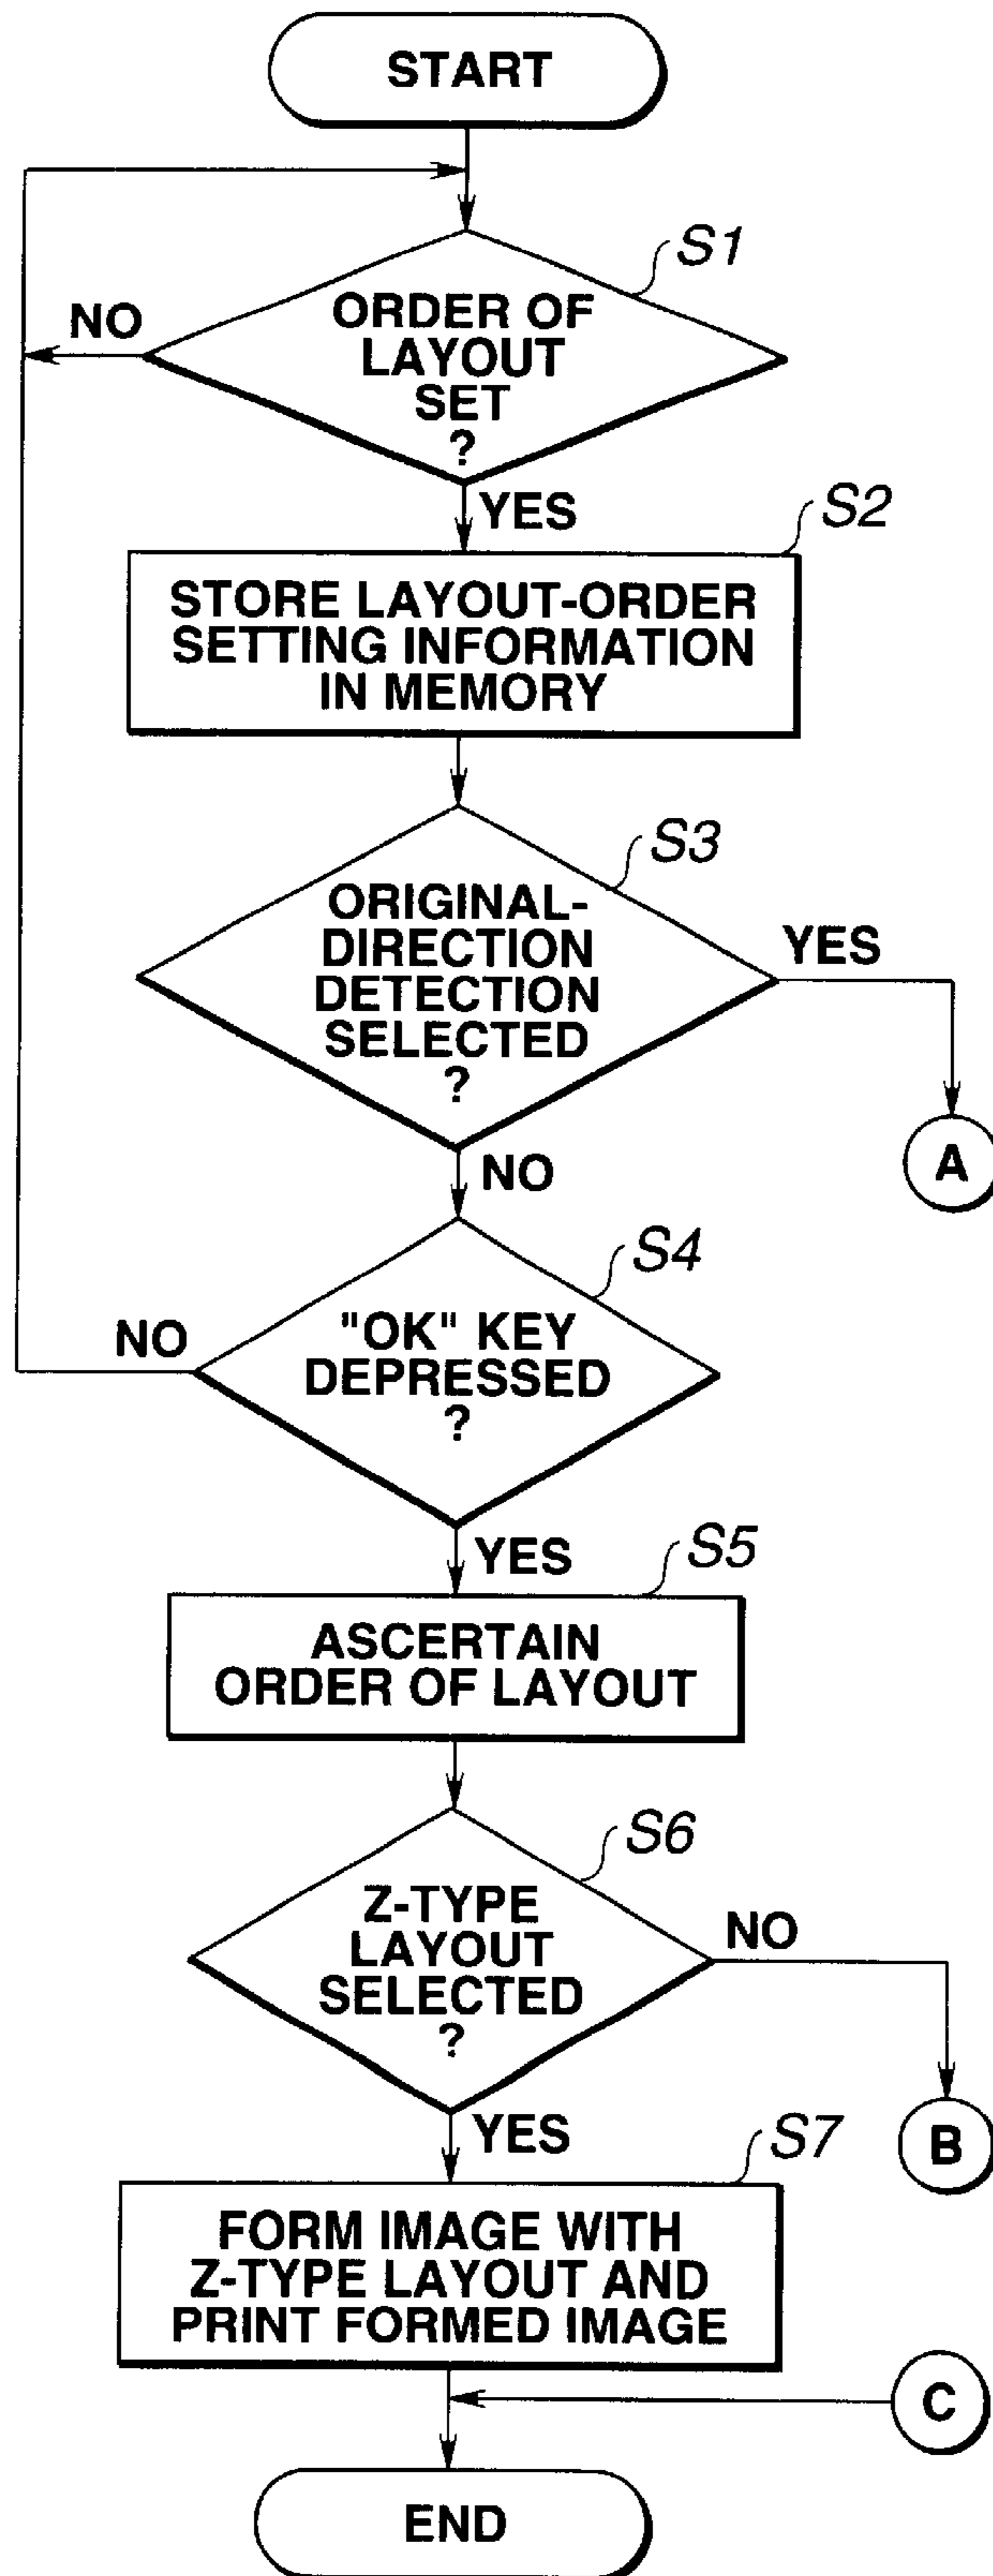 START
S1
NO
ORDER OF
LAYOUT
SET
?
YES
S2
STORE LAYOUT-ORDER
SETTING INFORMATION
IN MEMORY
S3
ORIGINAL-
DIRECTION
DETECTION
SELECTED
?
YES
A
NO
S4
NO
"OK" KEY
DEPRESSED
?
YES
S5
ASCERTAIN
ORDER OF LAYOUT
S6
Z-TYPE
LAYOUT
SELECTED
?
NO
B
YES
S7
FORM IMAGE WITH
Z-TYPE LAYOUT AND
PRINT FORMED IMAGE
C
END